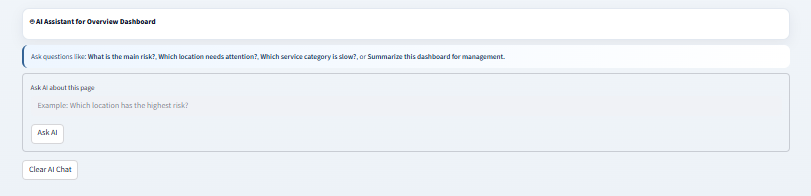 AI Assistant for Overview Dashboard
Ask questions like: What is the main risk?, Which location needs attention?, Which service category is slow?, or Summarize this dashboard for management.
Ask AI about this page
Example: Which location has the highest risk?
Ask AI
Clear AI Chat